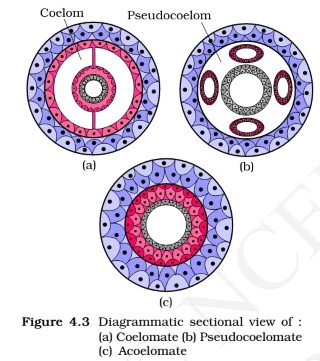 Coelom Pseudocoelom
(a) (b)
(c)
Figure 4.3 Diagrammatic sectional view of :
(a) Coelomate (b) Pseudocoelomate
(c) Acoelomate